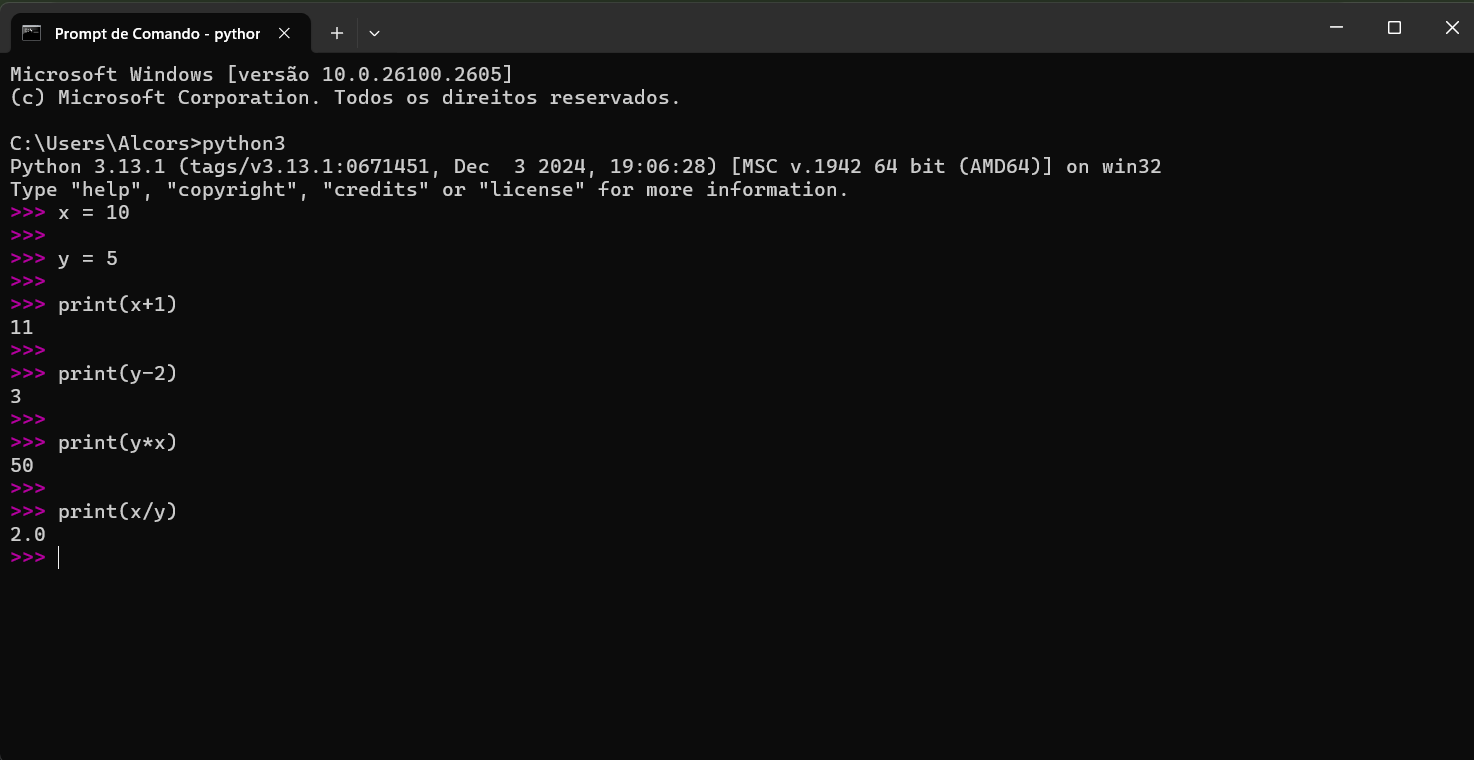 Prompt de Comando - python
Microsoft Windows [versão 10.0.26100.2605]
(c) Microsoft Corporation. Todos os direitos reservados.
C:\Users\Alcors>python3
Python 3.13.1 (tags/v3.13.1:0671451, Dec  3 2024, 19:06:28) [MSC v.1942 64 bit (AMD64)] on win32
Type "help", "copyright", "credits" or "license" for more information.
>>> x = 10
>>>
>>> y = 5
>>>
>>> print(x+1)
11
>>>
>>> print(y-2)
3
>>>
>>> print(y*x)
50
>>>
>>> print(x/y)
2.0
>>>